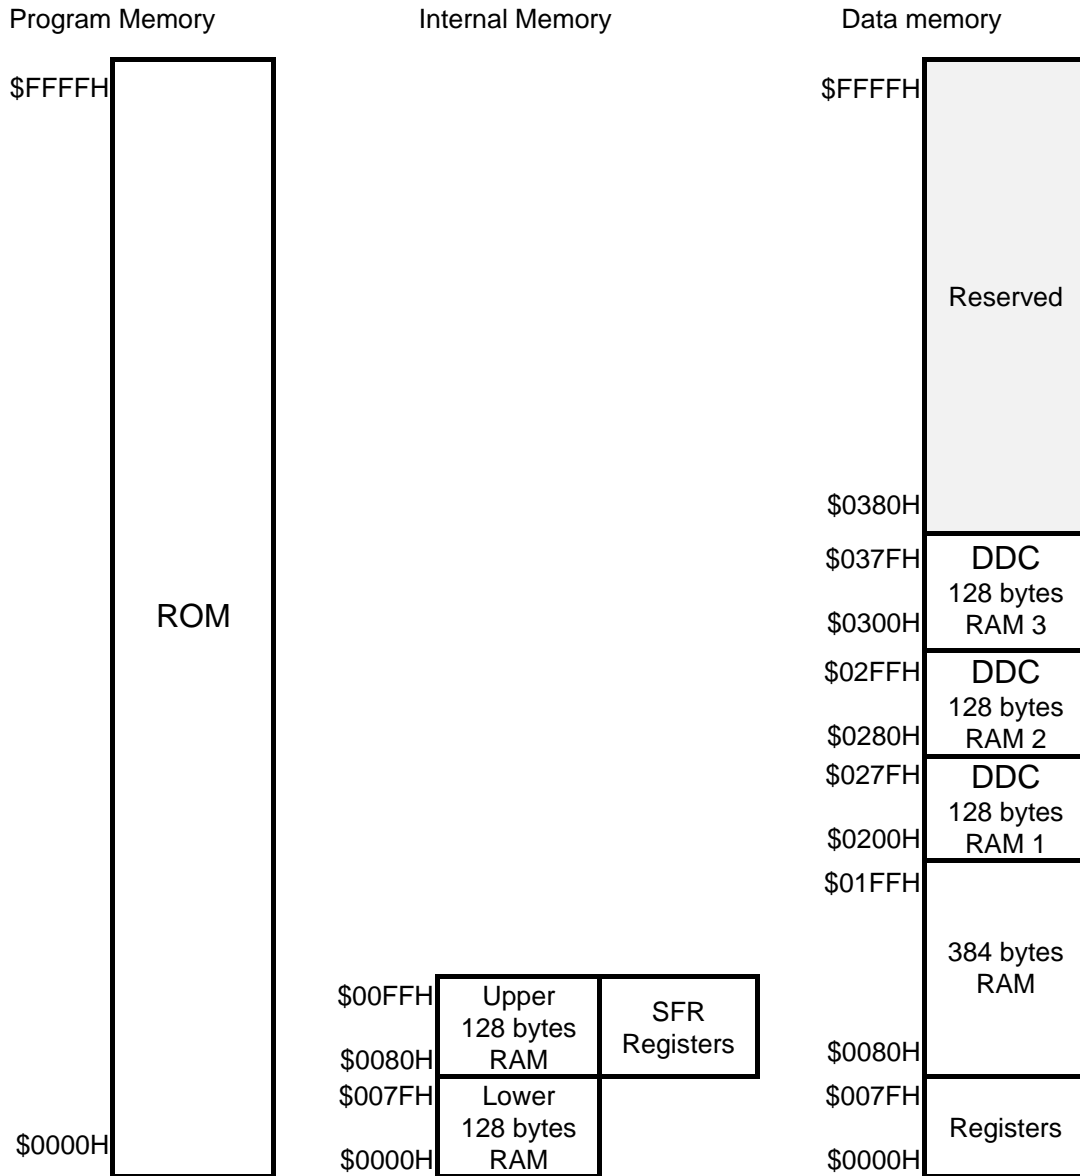 Program Memory
Internal Memory
Data memory
$FFFFH
ROM
$0000H
$00FFH
Upper
128 bytes
RAM
SFR
Registers
$0080H
$007FH
Lower
128 bytes
RAM
$0000H
$FFFFH
Reserved
$0380H
$037FH
DDC
128 bytes
RAM 3
$0300H
$02FFH
DDC
128 bytes
RAM 2
$0280H
$027FH
DDC
128 bytes
RAM 1
$0200H
$01FFH
384 bytes
RAM
$0080H
$007FH
Registers
$0000H